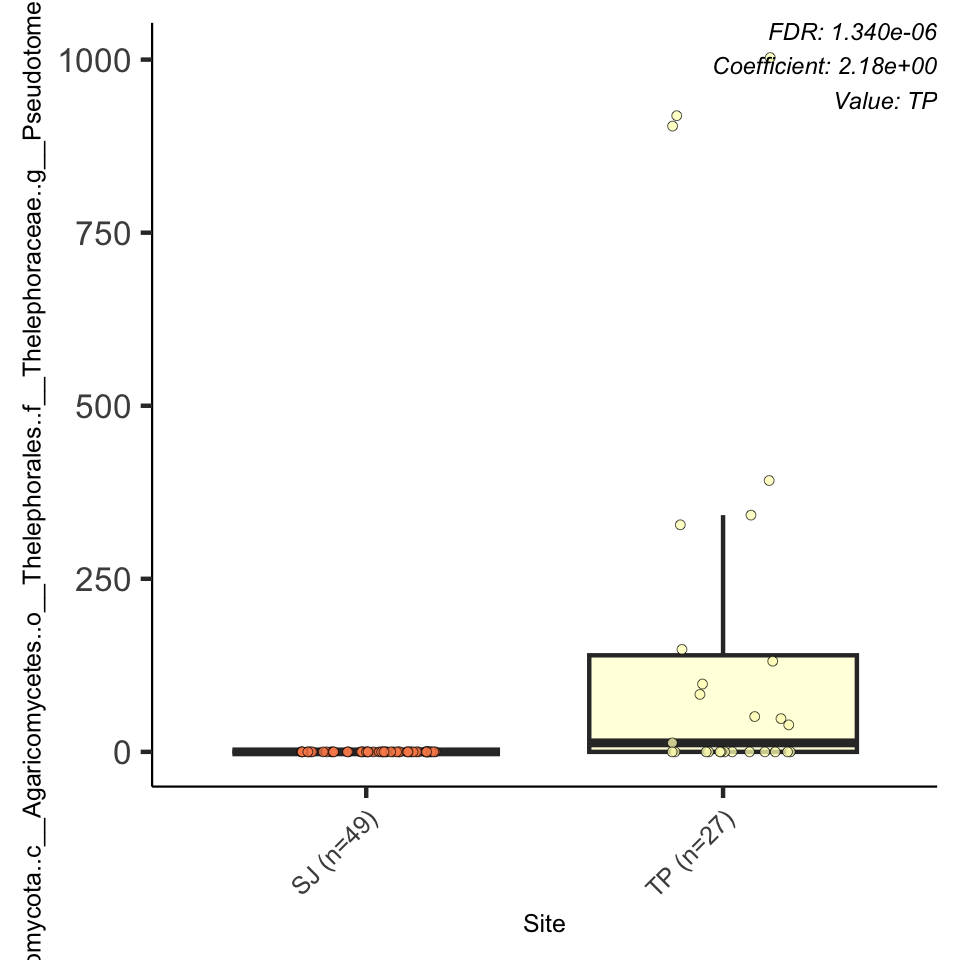 FDR: 1.340e-06
Coefficient: 2.18e+00
Value: TP
1000
750
500
250
0
omycota..c__Agaricomycetes..o__Thelephorales..f__Thelephoraceae..g__Pseudotome
SJ (n=49)
TP (n=27)
Site